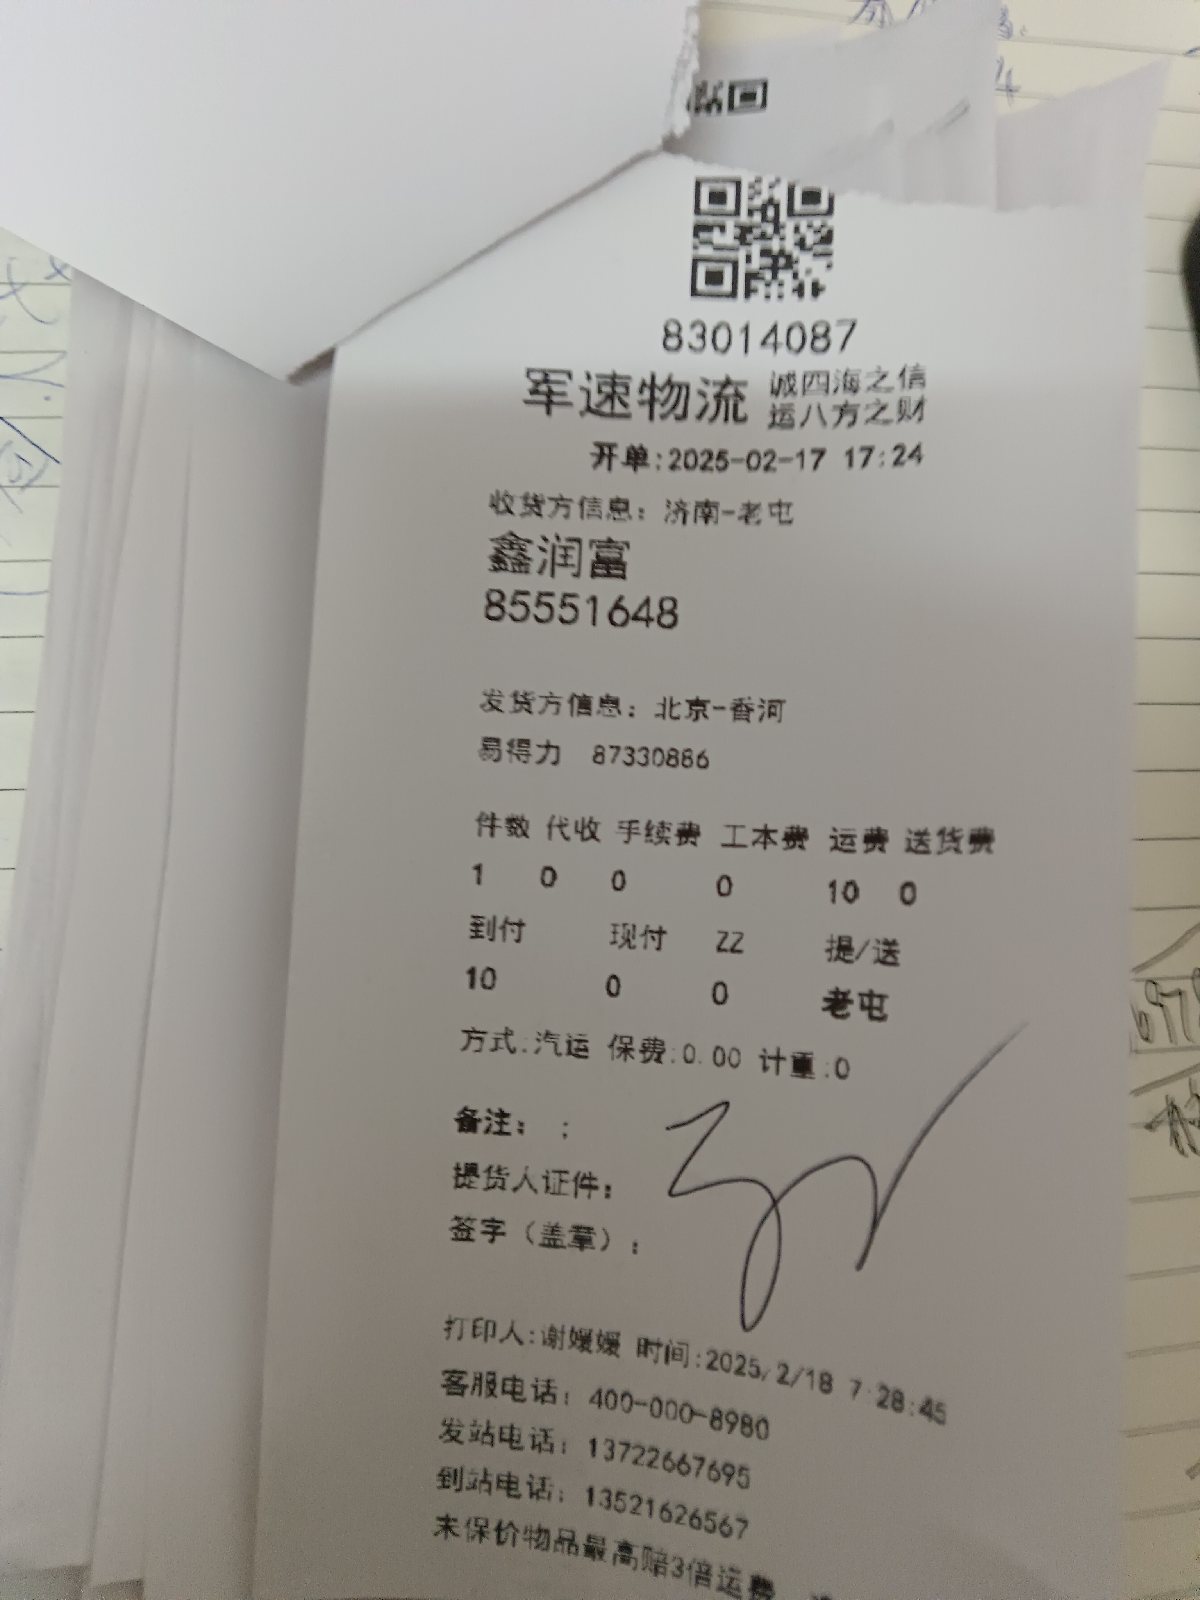 83014087
军速物流 诚四海之信
运八方之财
开单:2025-02-17 17:24
收货方信息：济南-老屯
鑫润富
85551648
发货方信息：北京-香河
易得力 87330886
件数 代收 手续费 工本费 运费 送货费
1 0 0 0 10 0
到付 现付 ZZ 提/送
10 0 0 老屯
方式:汽运 保费:0.00 计重:0
备注： ;
提货人证件：
签字（盖章）：
打印人:谢媛媛 时间:2025/2/18 7:28:45
客服电话：400-000-8980
发站电话：13722667695
到站电话：13521626567
未保价物品最高赔3倍运费